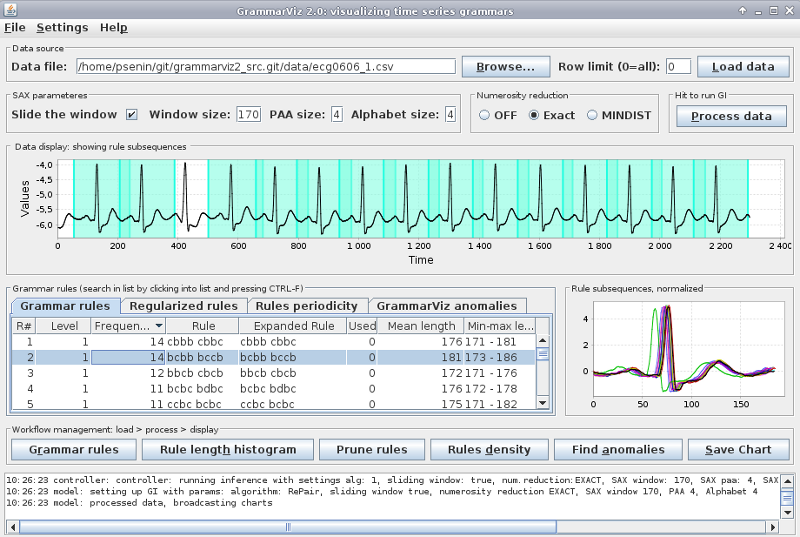 GrammarViz 2.0: visualizing time series grammars
File Settings Help
Data source
Data file: /home/psenin/git/grammarviz2_src.git/data/ecg0606_1.csv Browse... Row limit (0=all): 0 Load data
SAX parameteres Numerosity reduction Hit to run GI
Slide the window Window size: 170 PAA size: 4 Alphabet size: 4 OFF Exact MINDIST Process data
Data display: showing rule subsequences
Values
-4,0
-4,5
-5,0
-5,5
-6,0
0 200 400 600 800 1 000 1 200 1 400 1 600 1 800 2 000 2 200 2 400
Time
Grammar rules (search in list by clicking into list and pressing CTRL-F) Rule subsequences, normalized
Grammar rules Regularized rules Rules periodicity GrammarViz anomalies
R# Level Frequen... Rule Expanded Rule Used Mean length Min-max le...
1 1 14 cbbb cbbc cbbb cbbc 0 176 171 - 181
2 1 14 bcbb bccb bcbb bccb 0 181 173 - 186
3 1 12 bbcb cbcb bbcb cbcb 0 172 171 - 176
4 1 11 bcbc bdbc bcbc bdbc 0 176 172 - 178
5 1 11 ccbc bcbc ccbc bcbc 0 175 171 - 182
4
2
0
0 50 100 150
Workflow management: load > process > display
Grammar rules Rule length histogram Prune rules Rules density Find anomalies Save Chart
10:26:23 controller: controller: running inference with settings alg: 1, sliding window: true, num.reduction:EXACT, SAX window: 170, SAX paa: 4, SAX
10:26:23 model: setting up GI with params: algorithm: RePair, sliding window true, numerosity reduction EXACT, SAX window 170, PAA 4, Alphabet 4
10:26:23 model: processed data, broadcasting charts